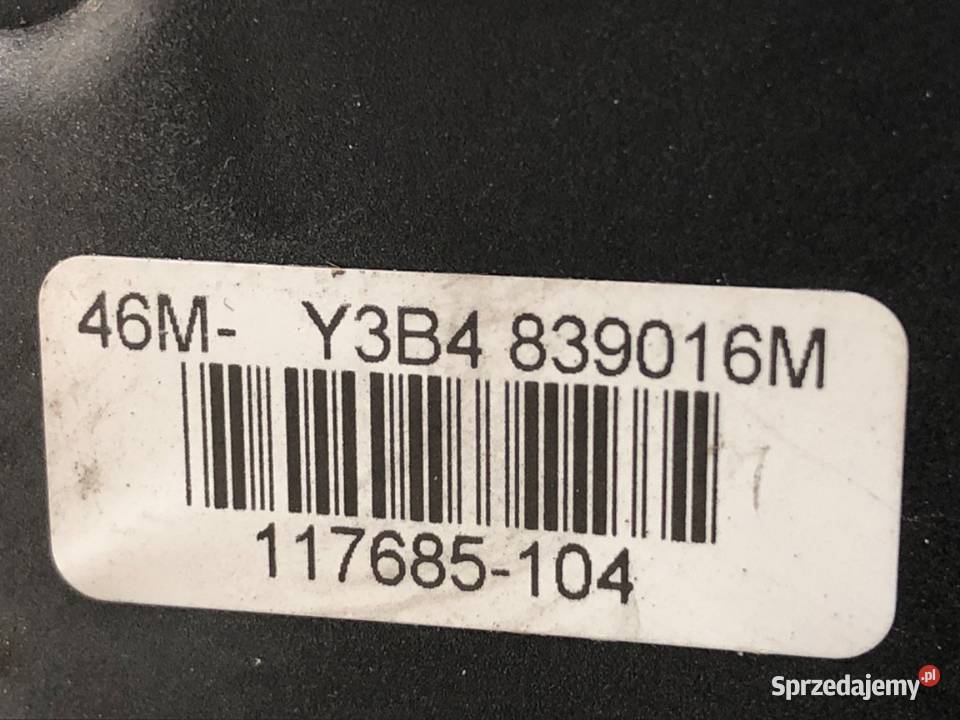 46M- Y3B4 839016M
117685-104
Sprzedajemy.pl